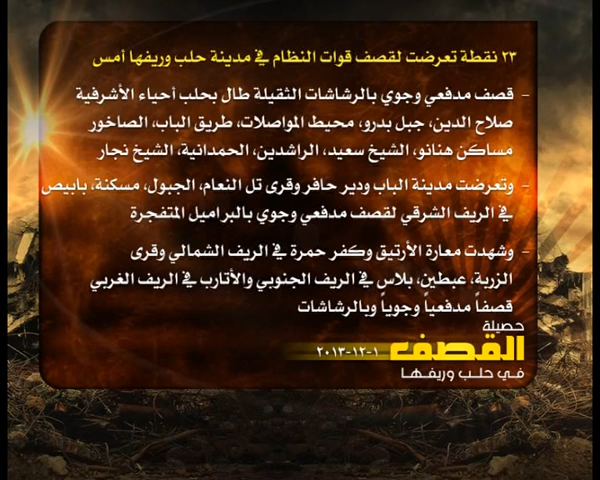 ٢٣ نقطة تعرضت لقصف قوات النظام في مدينة حلب وريفها أمس
- قصف مدفعي وجوي بالرشاشات الثقيلة طال بحلب أحياء الأشرفية
صلاح الدين، جبل بدرو، محيط المواصلات، طريق الباب، الصاخور
مساكن هنانو، الشيخ سعيد، الراشدين، الحمدانية، الشيخ نجار
- وتعرضت مدينة الباب ودير حافر وقرى تل النعام، الجبول، مسكنة، بابيص
في الريف الشرقي لقصف مدفعي وجوي بالبراميل المتفجرة
- وشهدت معارة الأرتيق وكفر حمرة في الريف الشمالي وقرى
الزربة، عبطين، بلاس في الريف الجنوبي والأتارب في الريف الغربي
قصفاً مدفعياً وجوياً وبالرشاشات
حصيلة
القصف ١-١٢-٢٠١٣
في حلب وريفها